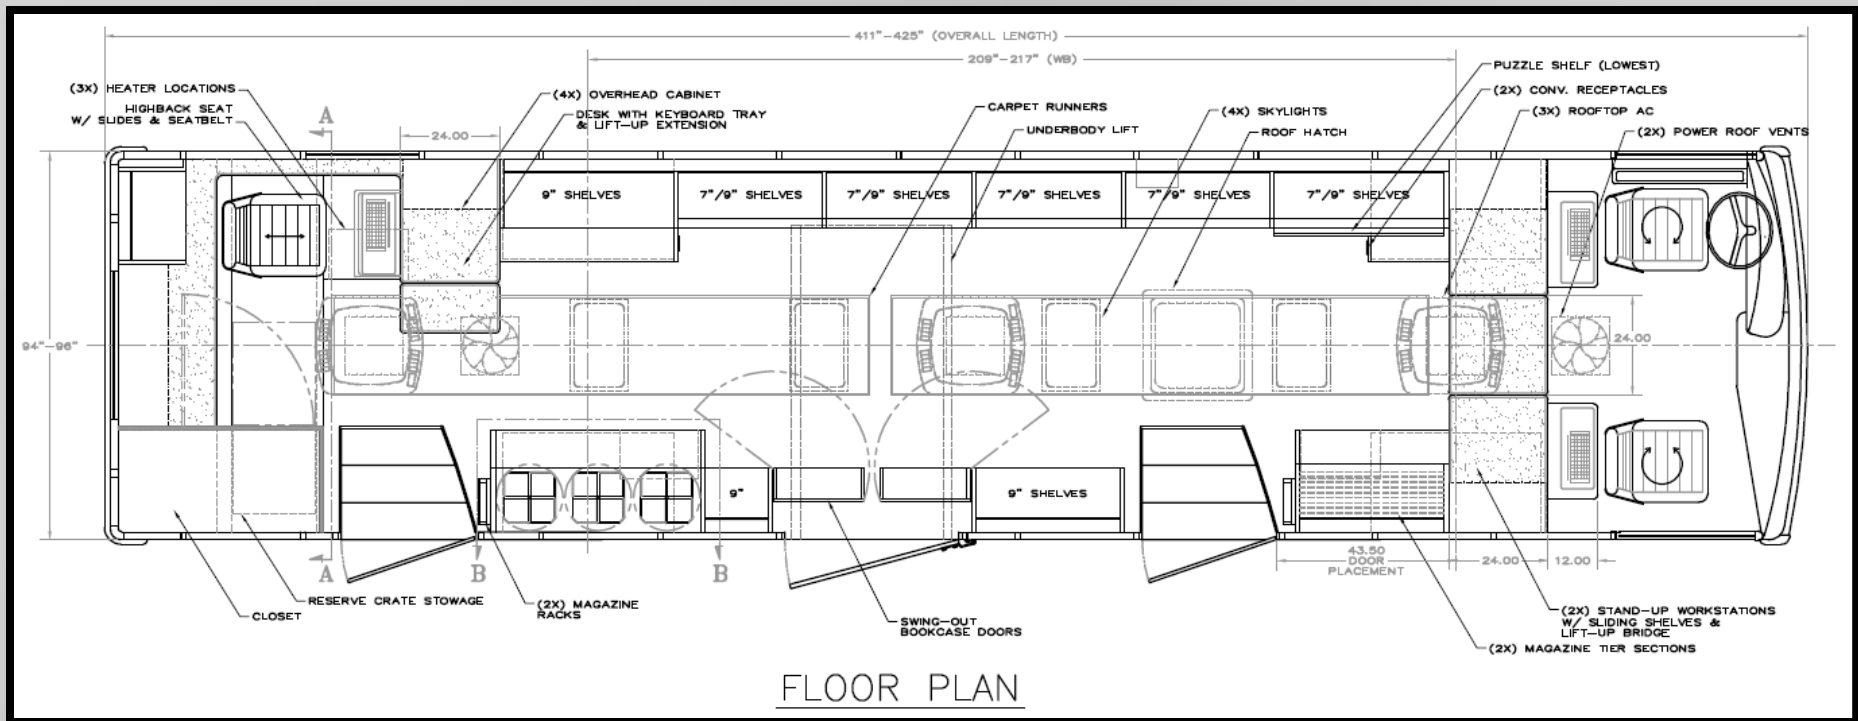 411"-425" (OVERALL LENGTH)
209"-217" (WB)
PUZZLE SHELF (LOWEST)
(3X) HEATER LOCATIONS
(4X) OVERHEAD CABINET
(2X) CONV. RECEPTACLES
HIGHBACK SEAT
W/ SLIDES & SEATBELT
A
24.00
DESK WITH KEYBOARD TRAY
& LIFT-UP EXTENSION
CARPET RUNNERS
(4X) SKYLIGHTS
(3X) ROOFTOP AC
UNDERBODY LIFT
ROOF HATCH
(2X) POWER ROOF VENTS
9" SHELVES
7"/9" SHELVES
7"/9" SHELVES
7"/9" SHELVES
7"/9" SHELVES
7"/9" SHELVES
94"-96"
24.00
9"
9" SHELVES
A
B
B
43.50
DOOR
PLACEMENT
24.00
12.00
RESERVE CRATE STOWAGE
CLOSET
(2X) MAGAZINE
RACKS
SWING-OUT
BOOKCASE DOORS
(2X) STAND-UP WORKSTATIONS
W/ SLIDING SHELVES &
LIFT-UP BRIDGE
(2X) MAGAZINE TIER SECTIONS
FLOOR PLAN